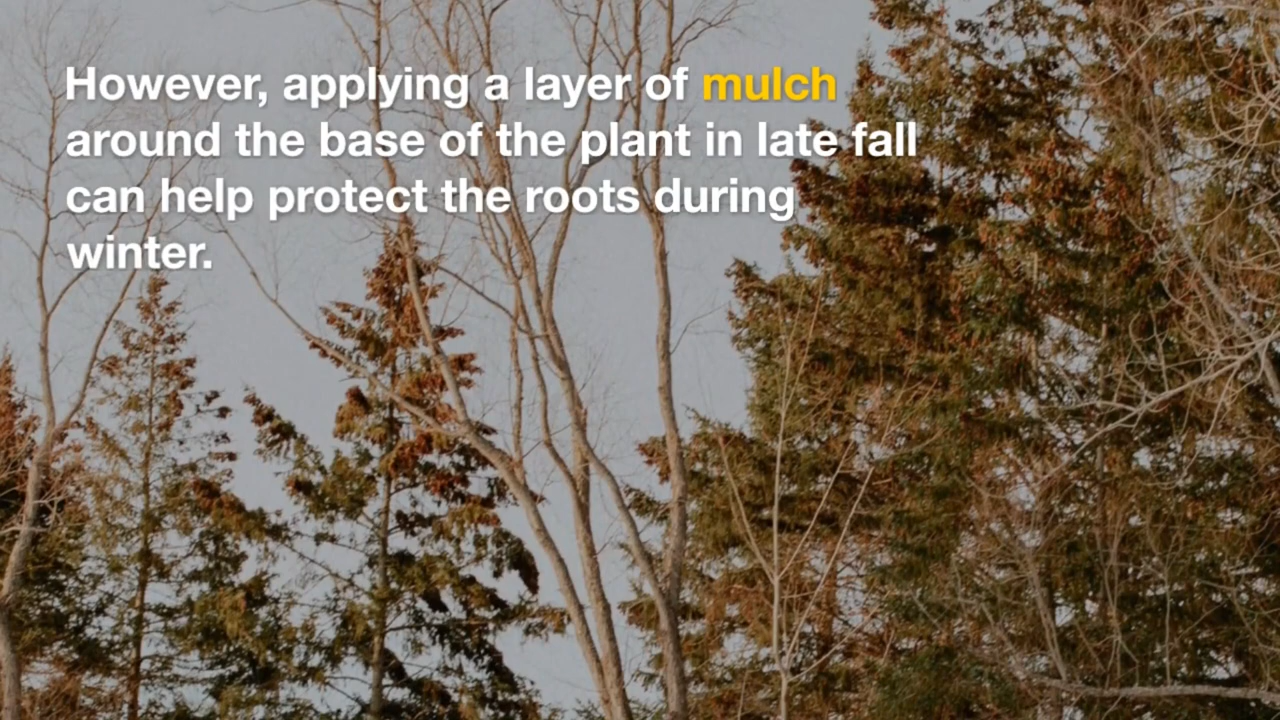 However, applying a layer of mulch
around the base of the plant in late fall
can help protect the roots during
winter.